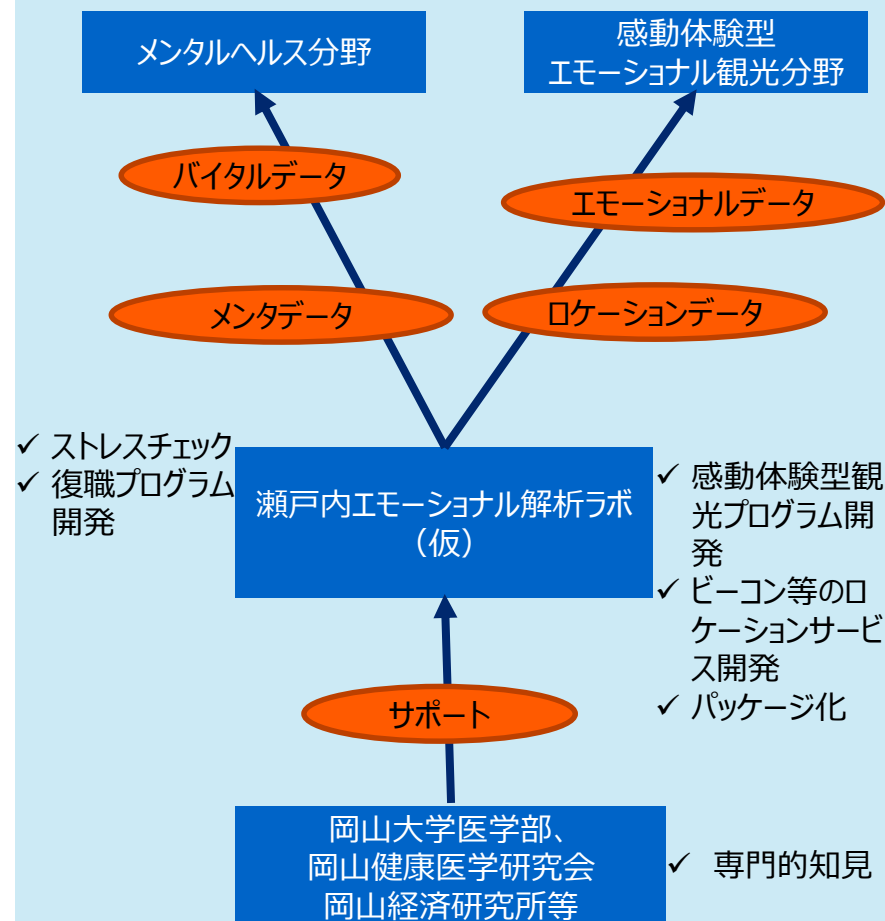 メンタルヘルス分野
感動体験型
エモーショナル観光分野
バイタルデータ
エモーショナルデータ
メンタデータ
ロケーションデータ
✓ ストレスチェック
✓ 復職プログラム
開発
瀬戸内エモーショナル解析ラボ
（仮）
✓ 感動体験型観
光プログラム開
発
✓ ビーコン等のロ
ケーションサービ
ス開発
✓ パッケージ化
サポート
岡山大学医学部、
岡山健康医学研究会
岡山経済研究所等
✓ 専門的知見